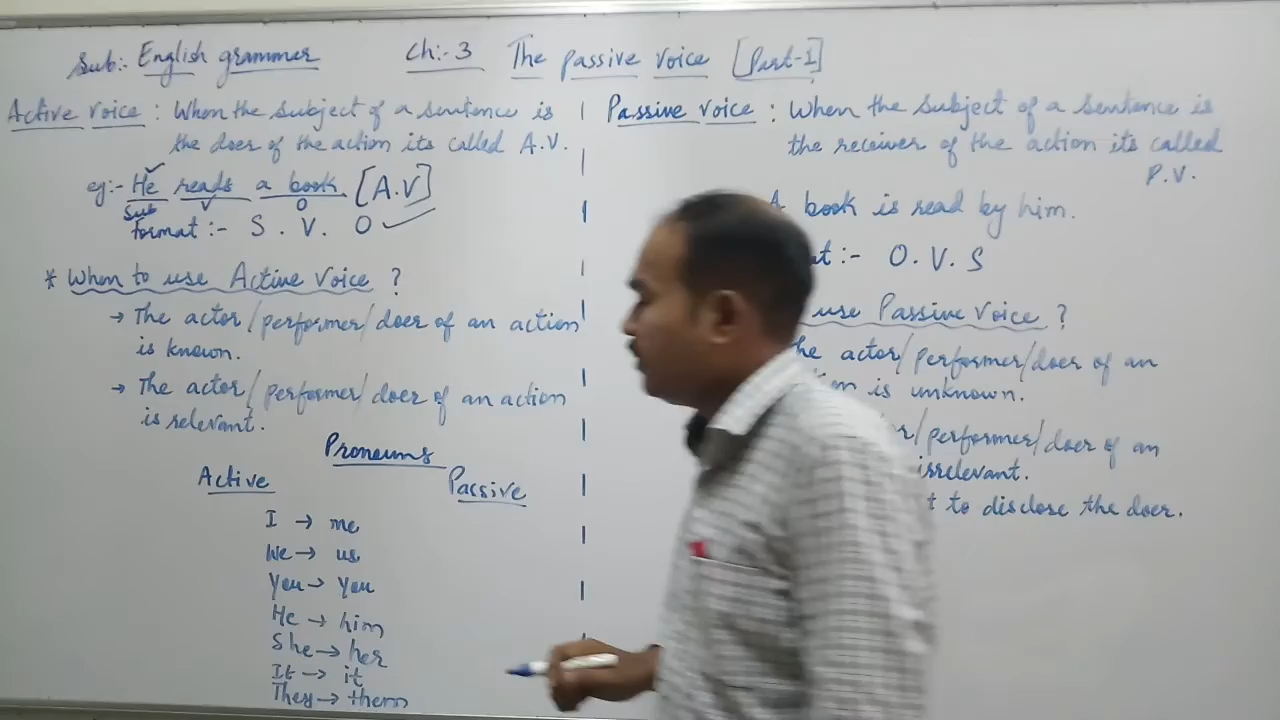 Sub:- English grammer Ch:-3 The Passive Voice [Part-1]
Active Voice : When the subject of a sentence is
the doer of the action its called A.V.
eg:- He reads a book. [A.V]
Sub V O
format :- S . V. O
* When to use Active Voice ?
→ The actor/performer/doer of an action
is known.
→ The actor/performer/doer of an action
is relevant.
Pronouns
Active Passive
I → me
We → us
You → You
He → him
She → her
It → it
They → them
Passive Voice : When the subject of a sentence is
the receiver of the action its called
P.V.
A book is read by him.
:- O. V. S
use Passive Voice ?
he actor/performer/doer of an
is unknown.
/performer/doer of an
irrelevant.
to disclose the doer.